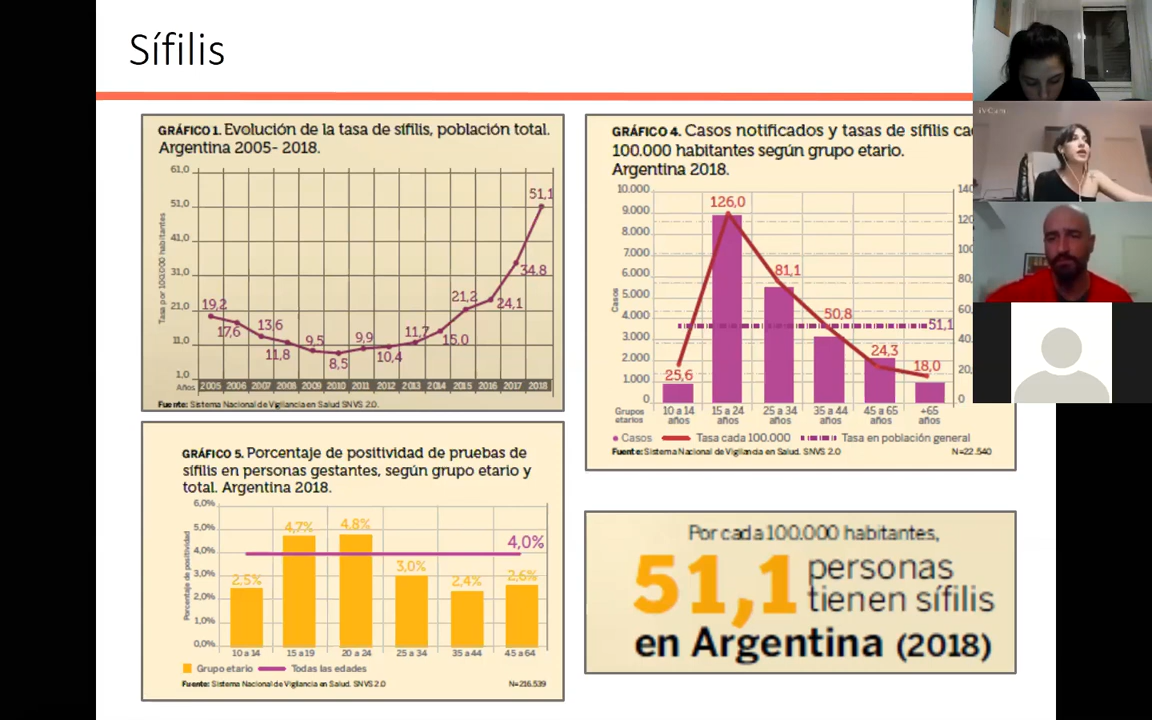 Sífilis
GRÁFICO 1. Evolución de la tasa de sífilis, población total.
Argentina 2005- 2018.
61,0
51,0
41,0
31,0
21,0
11,0
1,0
Tasa por 100.000 habitantes
19,2
17,6
13,6
11,8
9,5
8,5
9,9
10,4
11,7
15,0
21,2
24,1
34.8
51,1
Años 2005 2006 2007 2008 2009 2010 2011 2012 2013 2014 2015 2016 2017 2018
Fuente: Sistema Nacional de Vigilancia en Salud SNVS 2.0.
GRÁFICO 4. Casos notificados y tasas de sífilis
100.000 habitantes según grupo etario.
Argentina 2018.
10.000
9.000
8.000
7.000
6.000
5.000
4.000
3.000
2.000
1.000
0
Casos
126,0
81,1
50,8
51,1
24,3
18,0
25,6
0
Grupos etarios
10 a 14 años
15 a 24 años
25 a 34 años
35 a 44 años
45 a 65 años
+65 años
Casos Tasa cada 100.000 Tasa en población general
Fuente: Sistema Nacional de Vigilancia en Salud. SNVS 2.0 N=22.540
GRÁFICO 5. Porcentaje de positividad de pruebas de
sífilis en personas gestantes, según grupo etario y
total. Argentina 2018.
6,0%
5,0%
4,0%
3,0%
2,0%
1,0%
0,0%
Porcentaje de positividad
2,5%
4,7%
4,8%
3,0%
2,4%
2,6%
4,0%
10 a 14 15 a 19 20 a 24 25 a 34 35 a 44 45 a 64
Grupo etario Todas las edades
Fuente: Sistema Nacional de Vigilancia en Salud. SNVS 2.0 N=216.539
Por cada 100.000 habitantes,
51,1 personas
tienen sífilis
en Argentina (2018)
iVCam